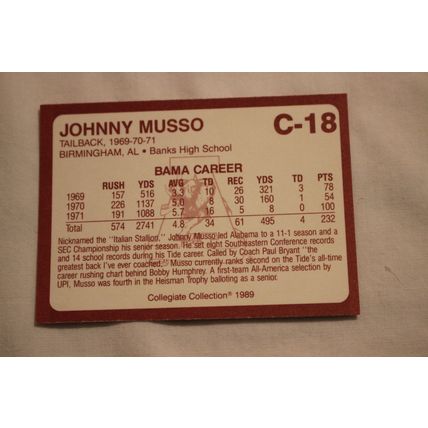 JOHNNY MUSSO C-18
TAILBACK, 1969-70-71
BIRMINGHAM, AL • Banks High School
BAMA CAREER
RUSH YDS AVG TD REC YDS TD PTS
1969 157 516 3.3 10 26 321 3 78
1970 226 1137 5.0 8 30 160 1 54
1971 191 1088 5.7 16 5 14 0 100
Total 574 2741 4.8 34 61 495 4 232
Nicknamed the "Italian Stallion," Johnny Musso led Alabama to a 11-1 season and a
SEC Championship his senior season. He set eight Southeastern Conference records
and 14 school records during his Tide career. Called by Coach Paul Bryant "the
greatest back I've ever coached." Musso currently ranks second on the Tide's all-time
career rushing chart behind Bobby Humphrey. A first-team All-America selection by
UPI, Musso was fourth in the Heisman Trophy balloting as a senior.
Collegiate Collection® 1989